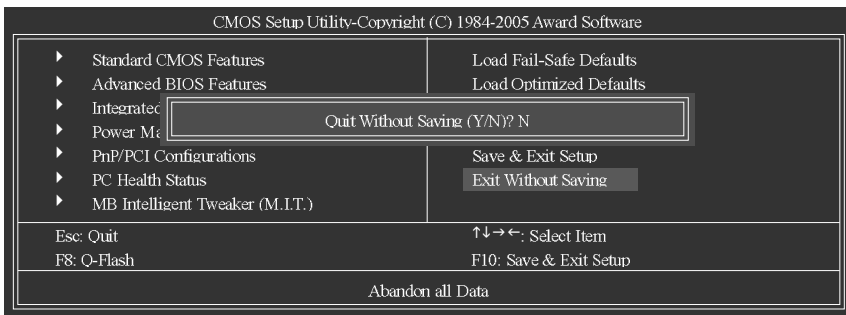 CMOS Setup Utility-Copyright (C) 1984-2005 Award Software
Standard CMOS Features
Advanced BIOS Features
Integrated
Power
PnP/PCI Configurations
PC Health Status
MB Intelligent Tweaker (M.I.T.)
Load Fail-Safe Defaults
Load Optimized Defaults
Quit Without Saving (Y/N)? N
Save & Exit Setup
Exit Without Saving
Esc: Quit
↑↓→←: Select Item
F8: Q-Flash
F10: Save & Exit Setup
Abandon all Data